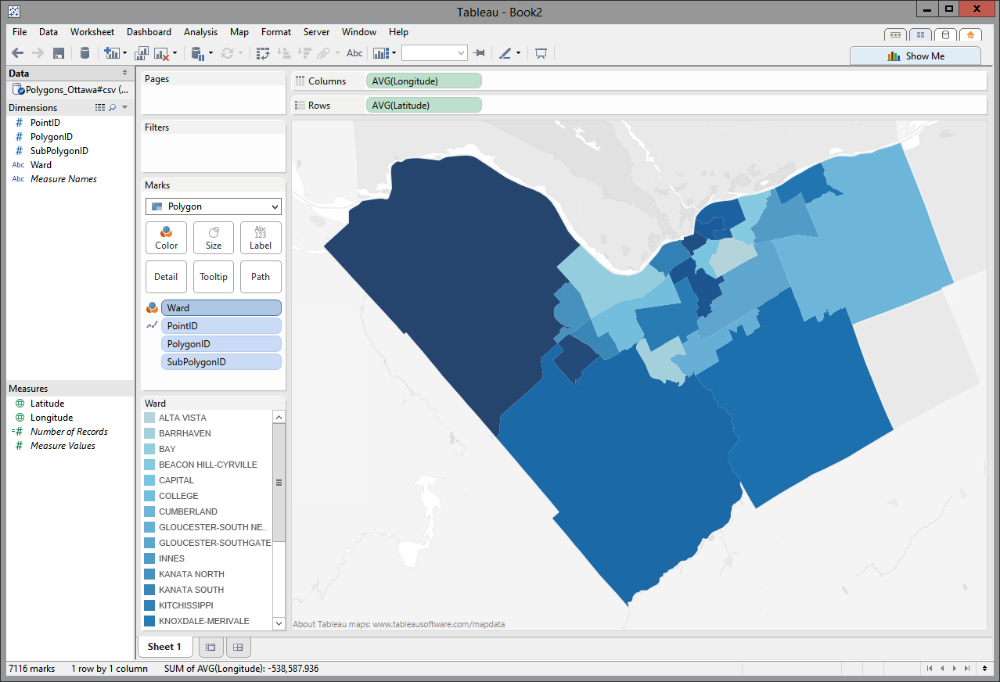 Tableau - Book2
File Data Worksheet Dashboard Analysis Map Format Server Window Help
Abc
Show Me
Data
Polygons_Ottawa#csv (...
Dimensions
# PointID
# PolygonID
# SubPolygonID
Abc Ward
Abc Measure Names
Measures
Latitude
Longitude
=# Number of Records
# Measure Values
Pages
Filters
Marks
Polygon
Color
Size
Abc
123
Label
Detail
Tooltip
Path
Ward
PointID
PolygonID
SubPolygonID
Ward
ALTA VISTA
BARRHAVEN
BAY
BEACON HILL-CYRVILLE
CAPITAL
COLLEGE
CUMBERLAND
GLOUCESTER-SOUTH NE..
GLOUCESTER-SOUTHGATE
INNES
KANATA NORTH
KANATA SOUTH
KITCHISSIPPI
KNOXDALE-MERIVALE
Columns AVG(Longitude)
Rows AVG(Latitude)
About Tableau maps: www.tableausoftware.com/mapdata
Sheet 1
7116 marks 1 row by 1 column SUM of AVG(Longitude): -538,587.936